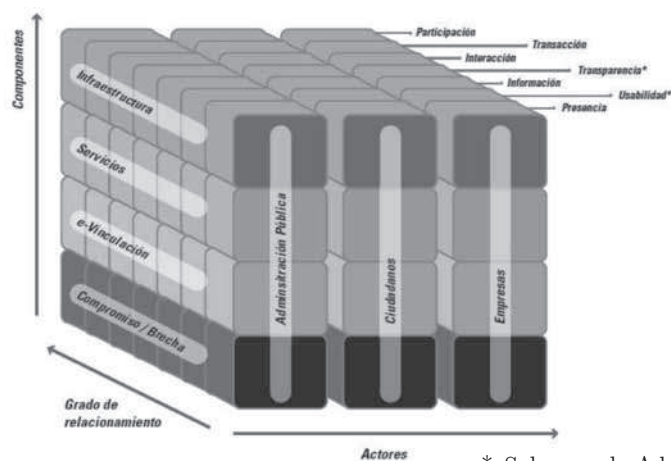 Componentes
Participación
Transacción
Interacción
Transparencia*
Información
Usabilidad*
Presencia
Infraestructura
Servicios
e-Vinculación
Compromiso / Brecha
Adminsitración Pública
Ciudadanos
Empresas
Grado de
relacionamiento
Actores